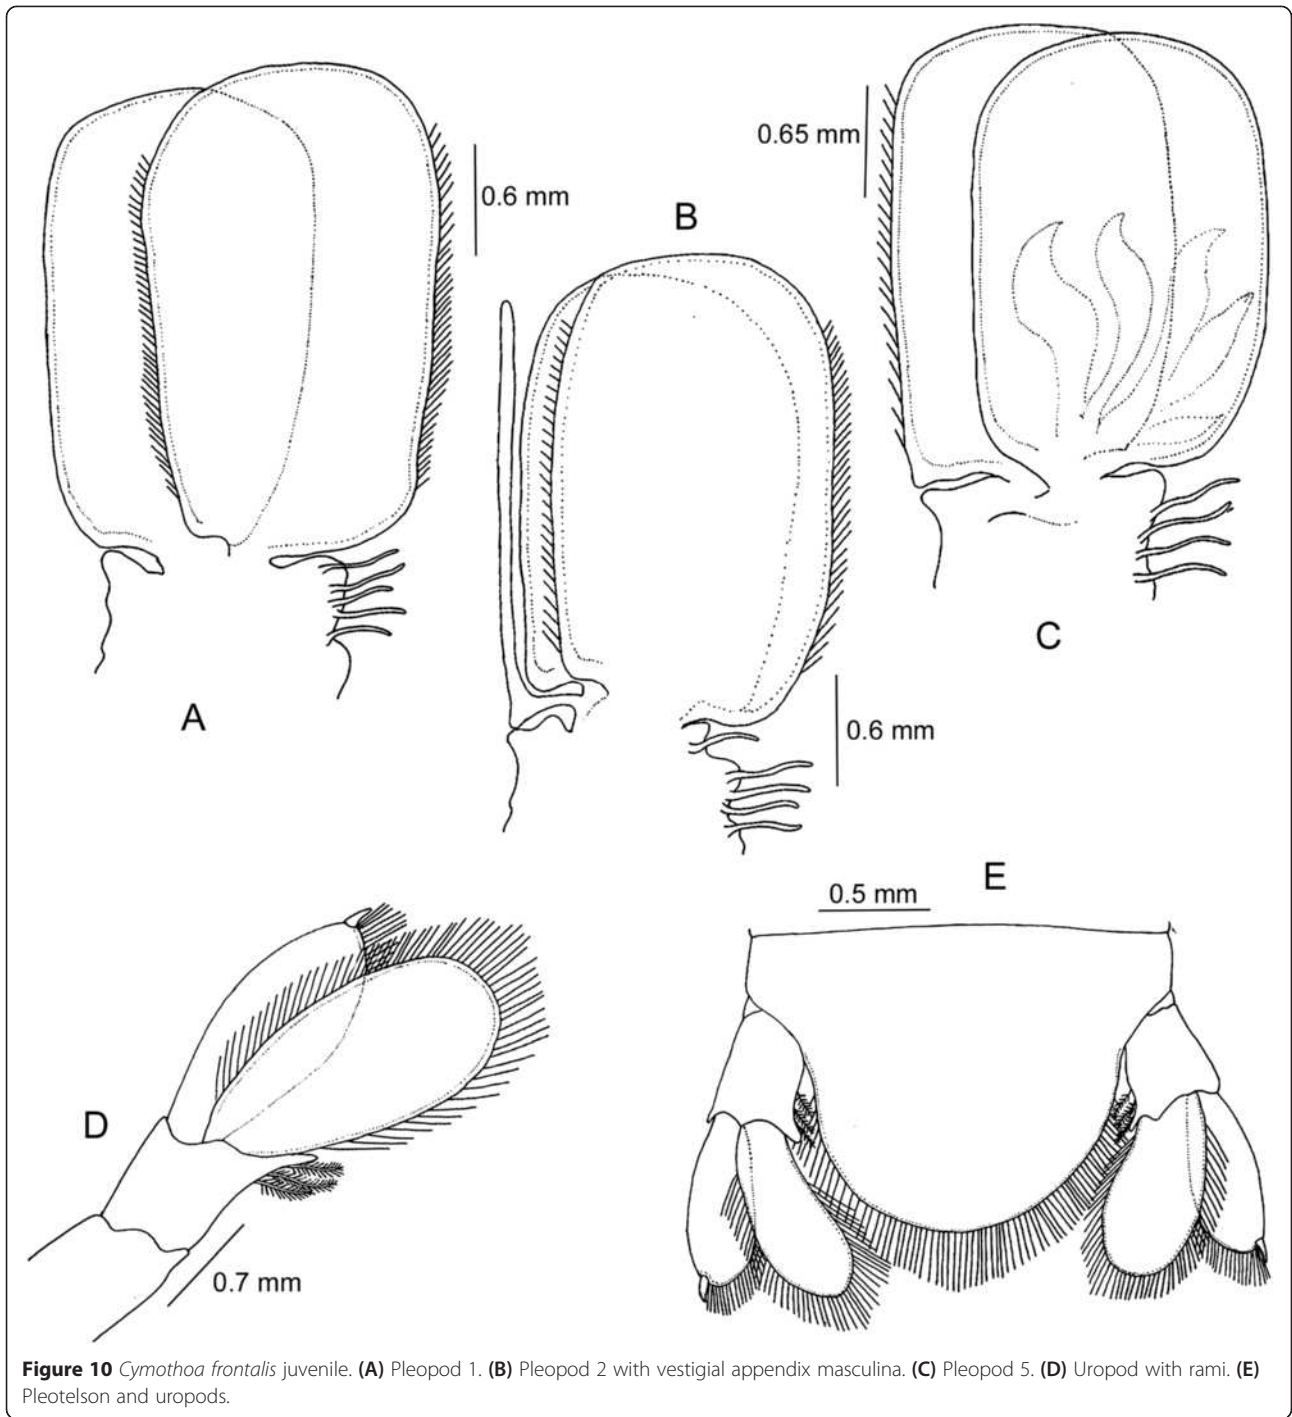 0.65 mm
0.6 mm
B
C
A
0.6 mm
E
0.5 mm
D
0.7 mm
Figure 10 Cymothoa frontalis juvenile. (A) Pleopod 1. (B) Pleopod 2 with vestigial appendix masculina. (C) Pleopod 5. (D) Uropod with rami. (E)
Pleotelson and uropods.